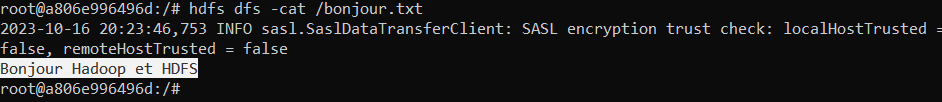 root@a806e996496d:/# hdfs dfs -cat /bonjour.txt
2023-10-16 20:23:46,753 INFO sasl.SaslDataTransferClient: SASL encryption trust check: localHostTrusted =
false, remoteHostTrusted = false
Bonjour Hadoop et HDFS
root@a806e996496d:/#